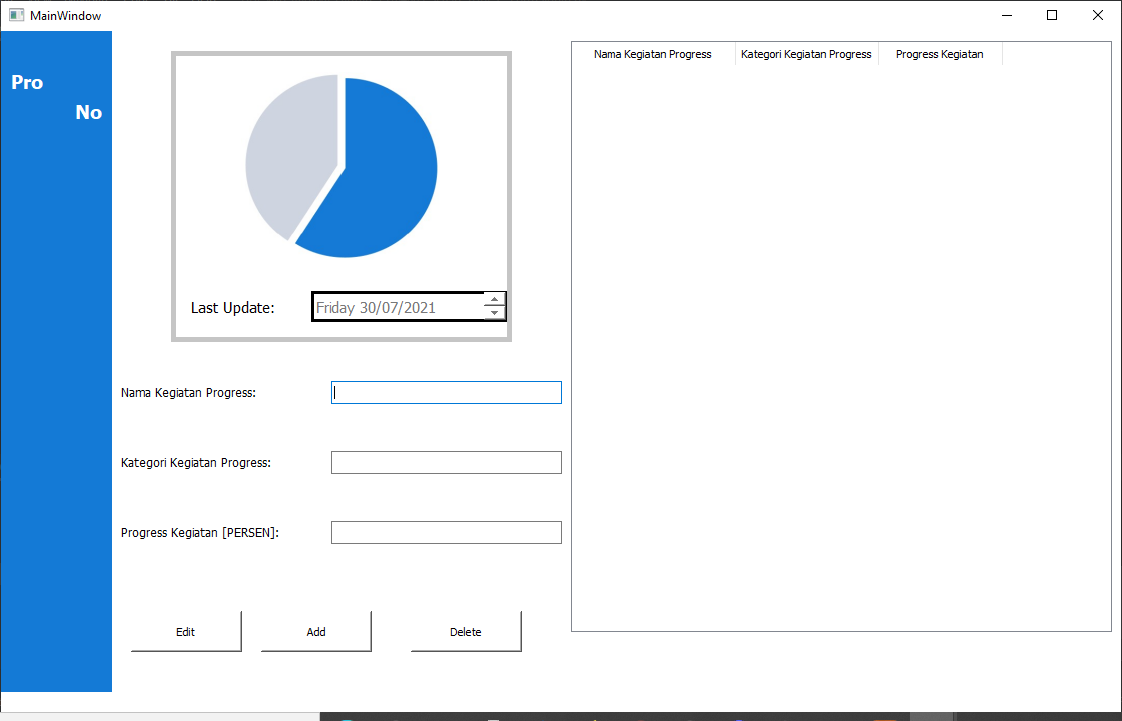 MainWindow
Pro
No
Last Update:
Friday 30/07/2021
Nama Kegiatan Progress:
Kategori Kegiatan Progress:
Progress Kegiatan [PERSEN]:
Edit
Add
Delete
Nama Kegiatan Progress
Kategori Kegiatan Progress
Progress Kegiatan